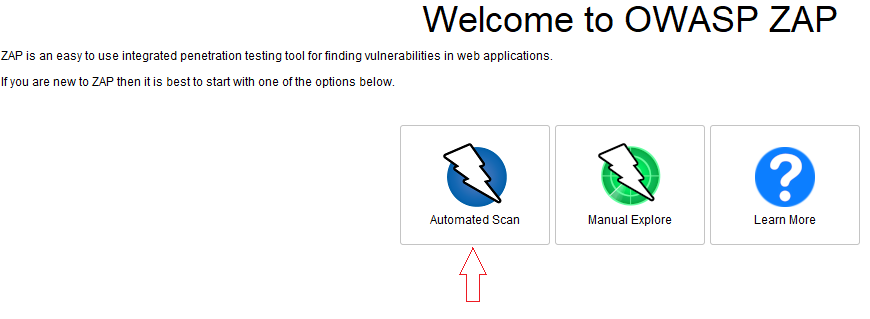 Welcome to OWASP ZAP
ZAP is an easy to use integrated penetration testing tool for finding vulnerabilities in web applications.
If you are new to ZAP then it is best to start with one of the options below.
Automated Scan
Manual Explore
Learn More